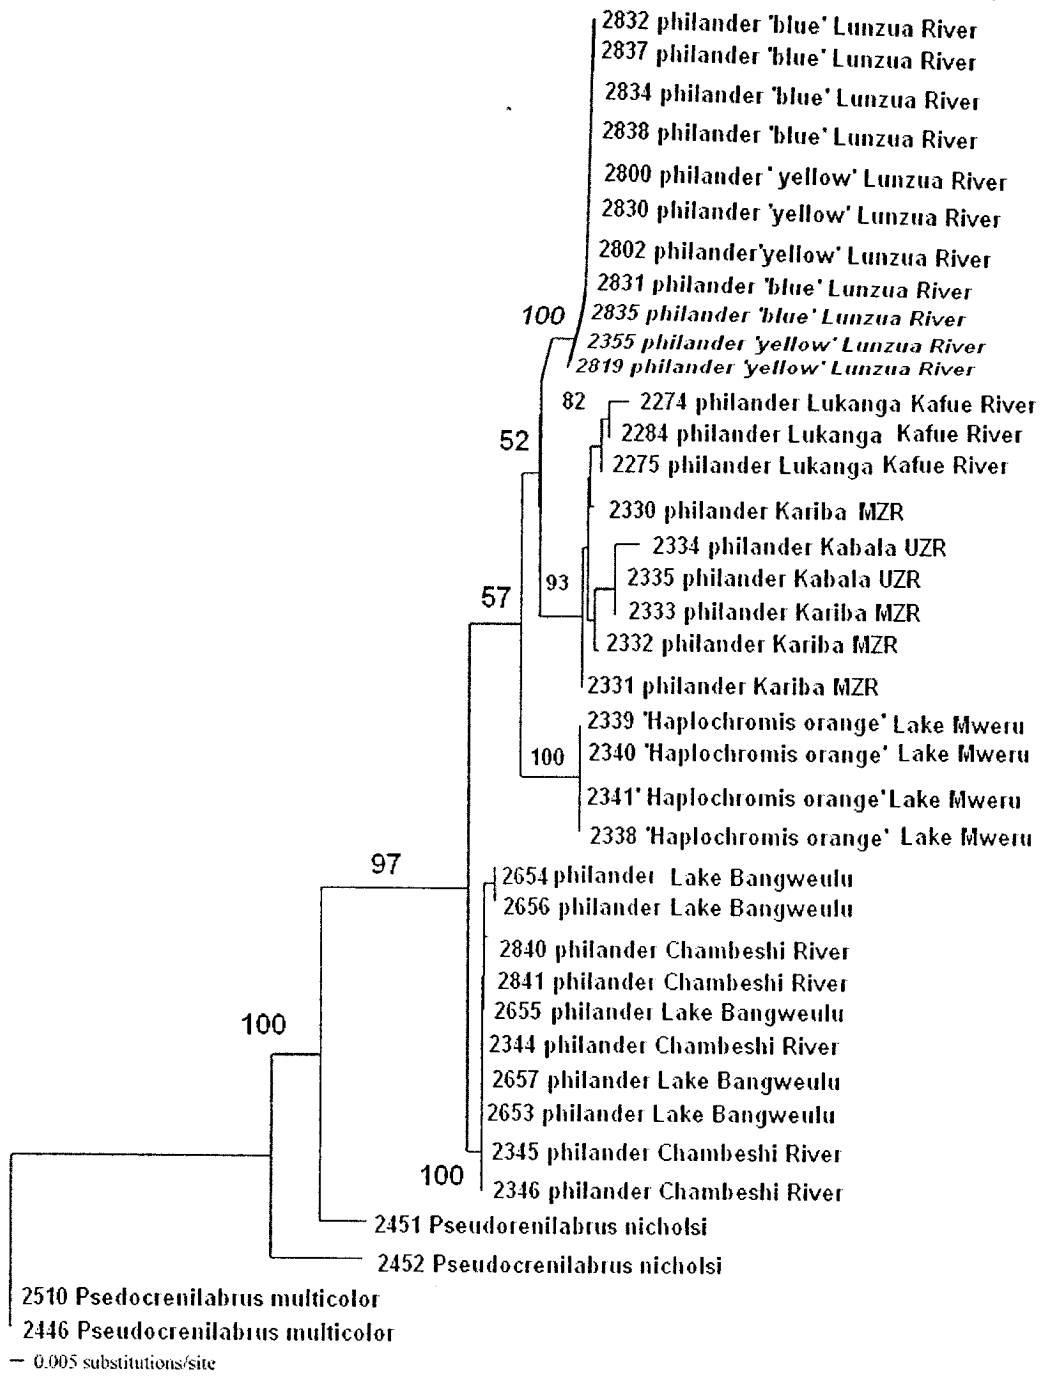 2832 philander 'blue' Lunzua River
2837 philander 'blue' Lunzua River
2834 philander 'blue' Lunzua River
2838 philander 'blue' Lunzua River
2800 philander ' yellow' Lunzua River
2830 philander 'yellow' Lunzua River
2802 philander'yellow' Lunzua River
2831 philander 'blue' Lunzua River
100 2835 philander 'blue' Lunzua River
2355 philander 'yellow' Lunzua River
2819 philander 'yellow' Lunzua River
82 2274 philander Lukanga Kafue River
52 2284 philander Lukanga Kafue River
2275 philander Lukanga Kafue River
2330 philander Kariba MZR
2334 philander Kabala UZR
93 2335 philander Kabala UZR
57 2333 philander Kariba MZR
2332 philander Kariba MZR
2331 philander Kariba MZR
2339 'Haplochromis orange' Lake Mweru
100 2340 'Haplochromis orange' Lake Mweru
2341' Haplochromis orange' Lake Mweru
2338 'Haplochromis orange' Lake Mweru
97 2654 philander Lake Bangweulu
2656 philander Lake Bangweulu
2840 philander Chambeshi River
2841 philander Chambeshi River
100 2655 philander Lake Bangweulu
2344 philander Chambeshi River
2657 philander Lake Bangweulu
2653 philander Lake Bangweulu
2345 philander Chambeshi River
100 2346 philander Chambeshi River
2451 Pseudorenilabrus nicholsi
2452 Pseudocrenilabrus nicholsi
2510 Psedocrenilabrus multicolor
2446 Pseudocrenilabrus multicolor
0.005 substitutions/site